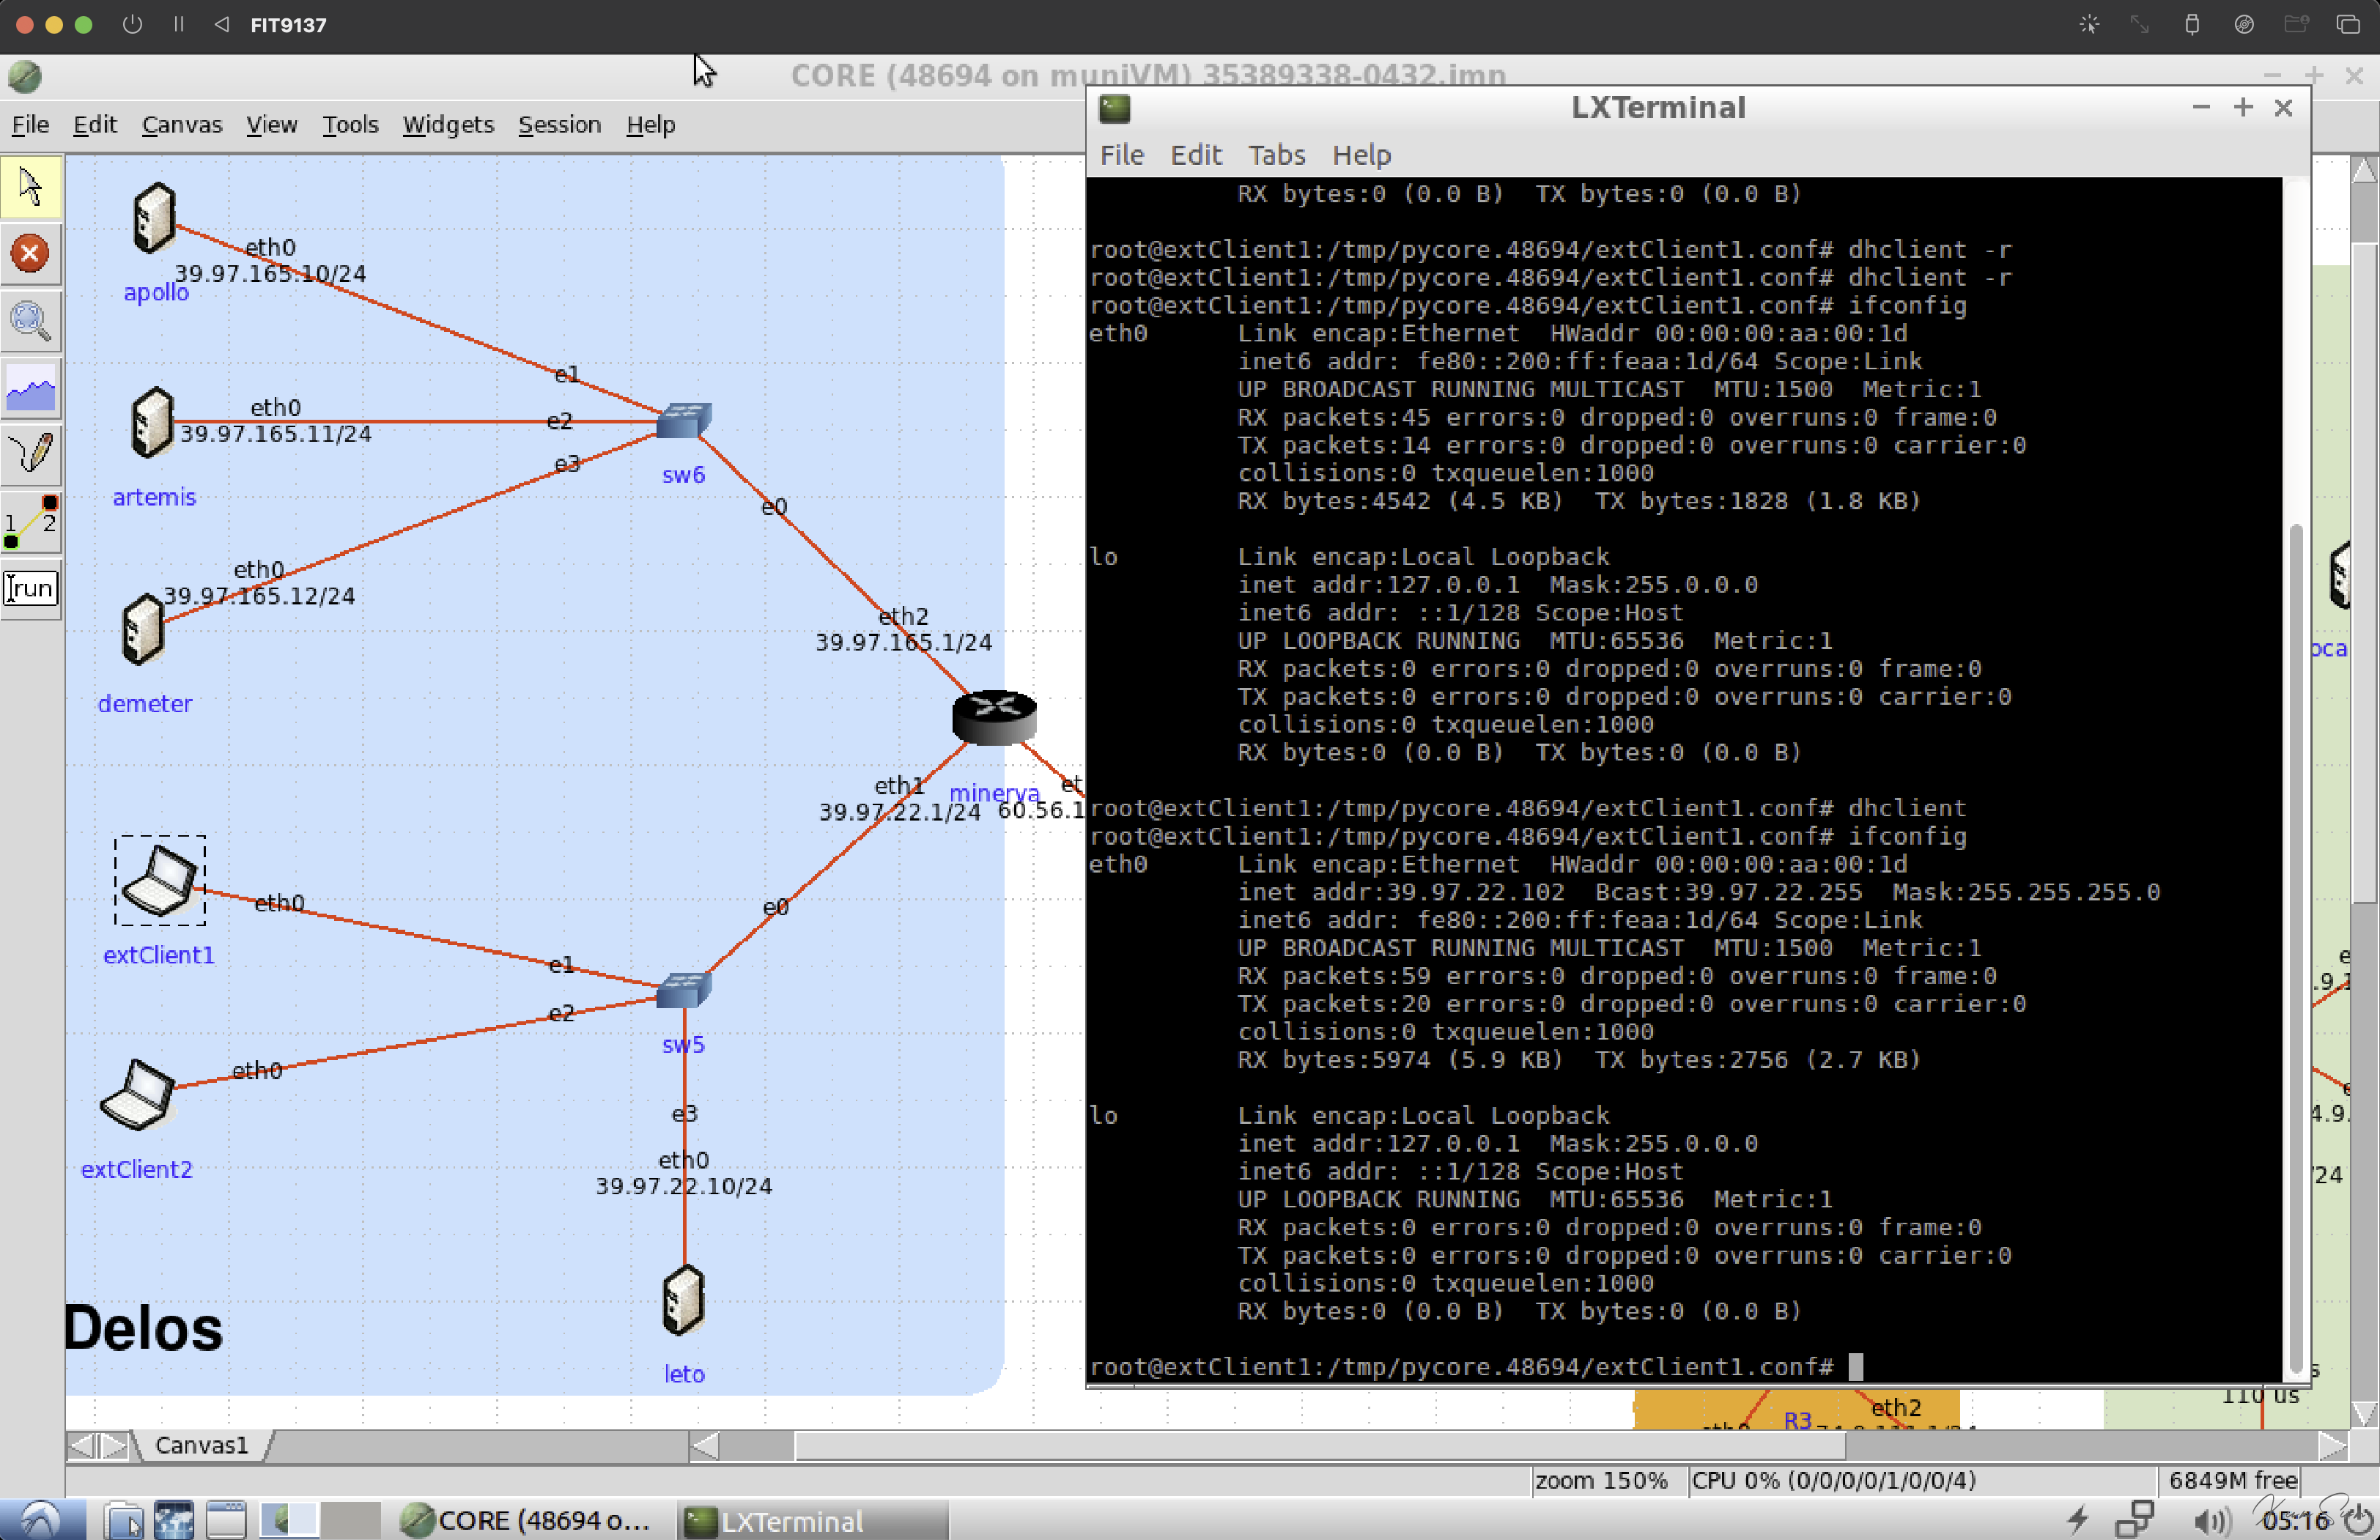 FIT9137
CORE (48694 on muniVM) 35389338-0432.imn
File Edit Canvas View Tools Widgets Session Help
eth0
39.97.165.10/24
apollo
e1
eth0
39.97.165.11/24
e2
artemis
e3
sw6
e0
eth0
39.97.165.12/24
demeter
eth2
39.97.165.1/24
minerva
eth1
39.97.22.1/24
et
60.56.1
eth0
extClient1
e1
e0
e2
sw5
eth0
extClient2
e3
eth0
39.97.22.10/24
leto
Delos
1 2
run
LXTerminal
File Edit Tabs Help
RX bytes:0 (0.0 B)  TX bytes:0 (0.0 B)
root@extClient1:/tmp/pycore.48694/extClient1.conf# dhclient -r
root@extClient1:/tmp/pycore.48694/extClient1.conf# dhclient -r
root@extClient1:/tmp/pycore.48694/extClient1.conf# ifconfig
eth0 Link encap:Ethernet  HWaddr 00:00:00:aa:00:1d
inet6 addr: fe80::200:ff:feaa:1d/64 Scope:Link
UP BROADCAST RUNNING MULTICAST  MTU:1500  Metric:1
RX packets:45 errors:0 dropped:0 overruns:0 frame:0
TX packets:14 errors:0 dropped:0 overruns:0 carrier:0
collisions:0 txqueuelen:1000
RX bytes:4542 (4.5 KB)  TX bytes:1828 (1.8 KB)
lo Link encap:Local Loopback
inet addr:127.0.0.1  Mask:255.0.0.0
inet6 addr: ::1/128 Scope:Host
UP LOOPBACK RUNNING  MTU:65536  Metric:1
RX packets:0 errors:0 dropped:0 overruns:0 frame:0
TX packets:0 errors:0 dropped:0 overruns:0 carrier:0
collisions:0 txqueuelen:1000
RX bytes:0 (0.0 B)  TX bytes:0 (0.0 B)
root@extClient1:/tmp/pycore.48694/extClient1.conf# dhclient
root@extClient1:/tmp/pycore.48694/extClient1.conf# ifconfig
eth0 Link encap:Ethernet  HWaddr 00:00:00:aa:00:1d
inet addr:39.97.22.102  Bcast:39.97.22.255  Mask:255.255.255.0
inet6 addr: fe80::200:ff:feaa:1d/64 Scope:Link
UP BROADCAST RUNNING MULTICAST  MTU:1500  Metric:1
RX packets:59 errors:0 dropped:0 overruns:0 frame:0
TX packets:20 errors:0 dropped:0 overruns:0 carrier:0
collisions:0 txqueuelen:1000
RX bytes:5974 (5.9 KB)  TX bytes:2756 (2.7 KB)
lo Link encap:Local Loopback
inet addr:127.0.0.1  Mask:255.0.0.0
inet6 addr: ::1/128 Scope:Host
UP LOOPBACK RUNNING  MTU:65536  Metric:1
RX packets:0 errors:0 dropped:0 overruns:0 frame:0
TX packets:0 errors:0 dropped:0 overruns:0 carrier:0
collisions:0 txqueuelen:1000
RX bytes:0 (0.0 B)  TX bytes:0 (0.0 B)
root@extClient1:/tmp/pycore.48694/extClient1.conf#
oca
.9.1
4.9.
/24
110 us
R3
eth2
Canvas1
zoom 150% CPU 0% (0/0/0/0/1/0/0/4) 6849M free
CORE (48694 o... LXTerminal 05:16